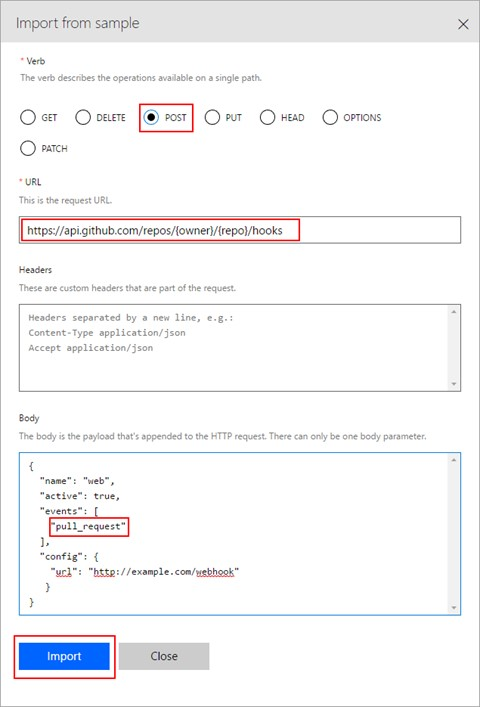 Import from sample
* Verb
The verb describes the operations available on a single path.
GET DELETE POST PUT HEAD OPTIONS
PATCH
* URL
This is the request URL.
https://api.github.com/repos/{owner}/{repo}/hooks
Headers
These are custom headers that are part of the request.
Headers separated by a new line, e.g.:
Content-Type application/json
Accept application/json
Body
The body is the payload that's appended to the HTTP request. There can only be one body parameter.
{
"name": "web",
"active": true,
"events": [
"pull_request"
],
"config": {
"url": "http://example.com/webhook"
}
}
Import Close